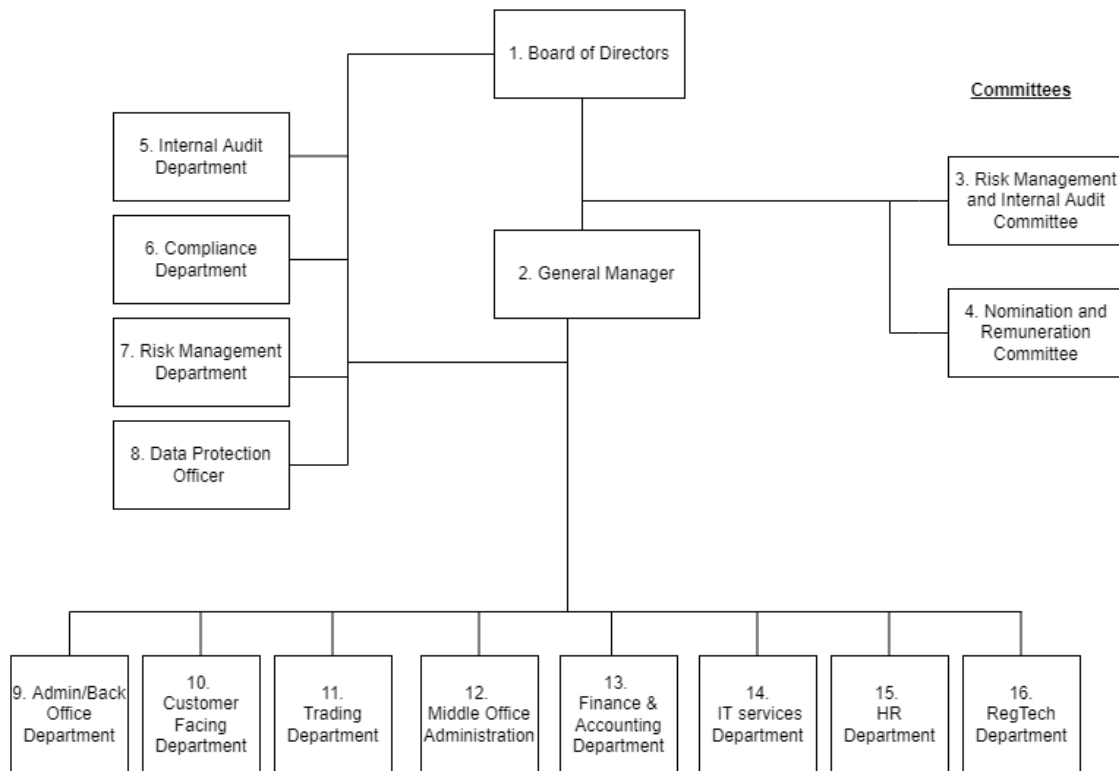 1. Board of Directors
Committees
5. Internal Audit
Department
3. Risk Management
and Internal Audit
Committee
6. Compliance
Department
2. General Manager
4. Nomination and
Remuneration
Committee
7. Risk Management
Department
8. Data Protection
Officer
9. Admin/Back
Office
Department
10.
Customer
Facing
Department
11.
Trading
Department
12.
Middle Office
Administration
13.
Finance &
Accounting
Department
14.
IT services
Department
15.
HR
Department
16.
RegTech
Department